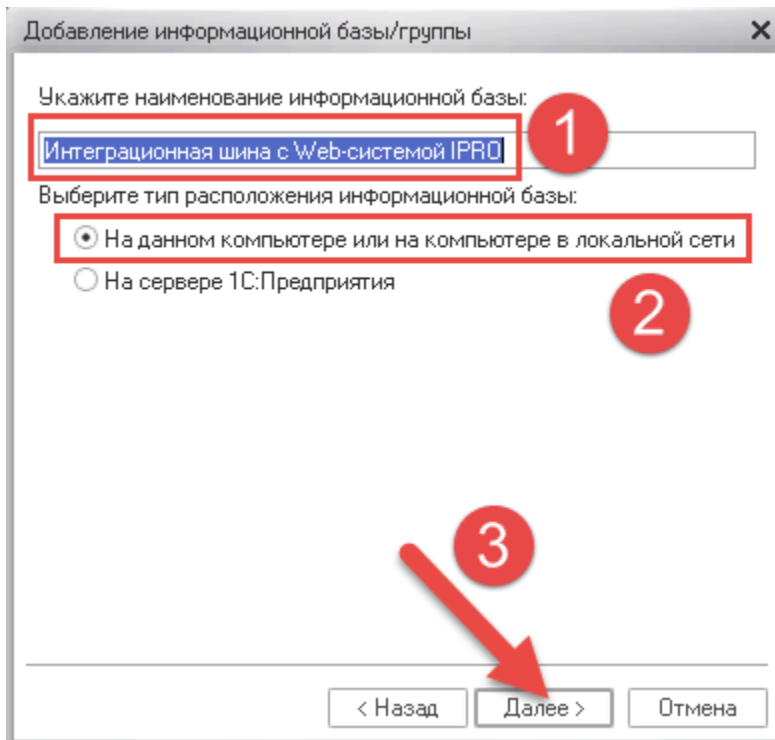 Добавление информационной базы/группы
Укажите наименование информационной базы:
1
Интеграционная шина с Web-системой IPRO
Выберите тип расположения информационной базы:
На данном компьютере или на компьютере в локальной сети
На сервере 1С:Предприятия
2
3
< Назад Далее > Отмена